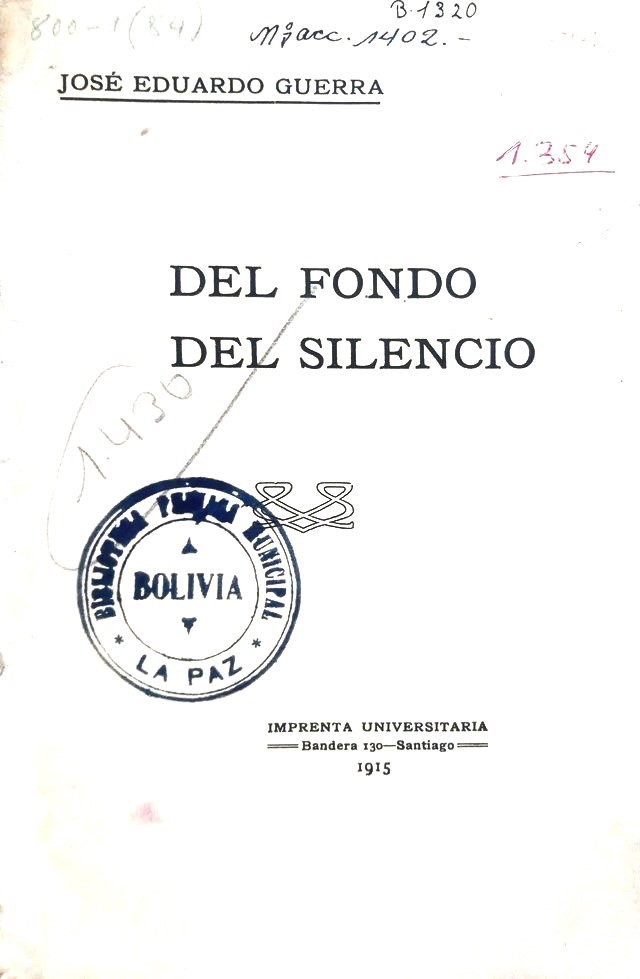 B.1320
800-1(84)
Nº acc. 1402.-
JOSÉ EDUARDO GUERRA
1.354
DEL FONDO
DEL SILENCIO
1.430
BIBLIOTECA MUNICIPAL
BOLIVIA
* LA PAZ *
IMPRENTA UNIVERSITARIA
Bandera 130—Santiago
1915